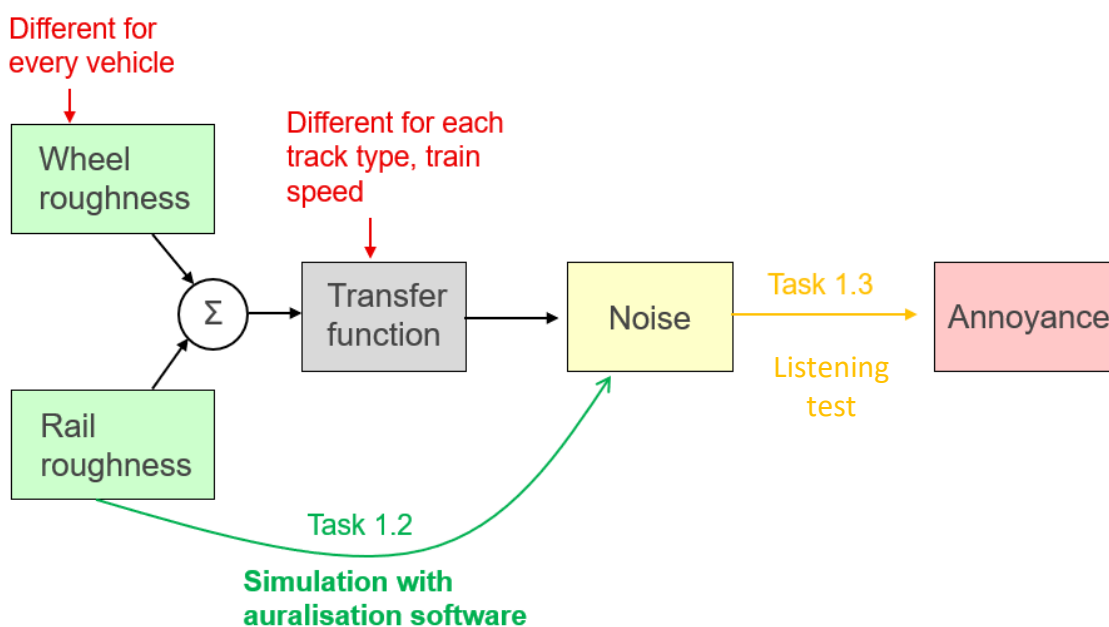 Different for
every vehicle
Wheel
roughness
Different for each
track type, train
speed
Σ
Transfer
function
Noise
Task 1.3
Listening
test
Annoyance
Rail
roughness
Task 1.2
Simulation with
auralisation software